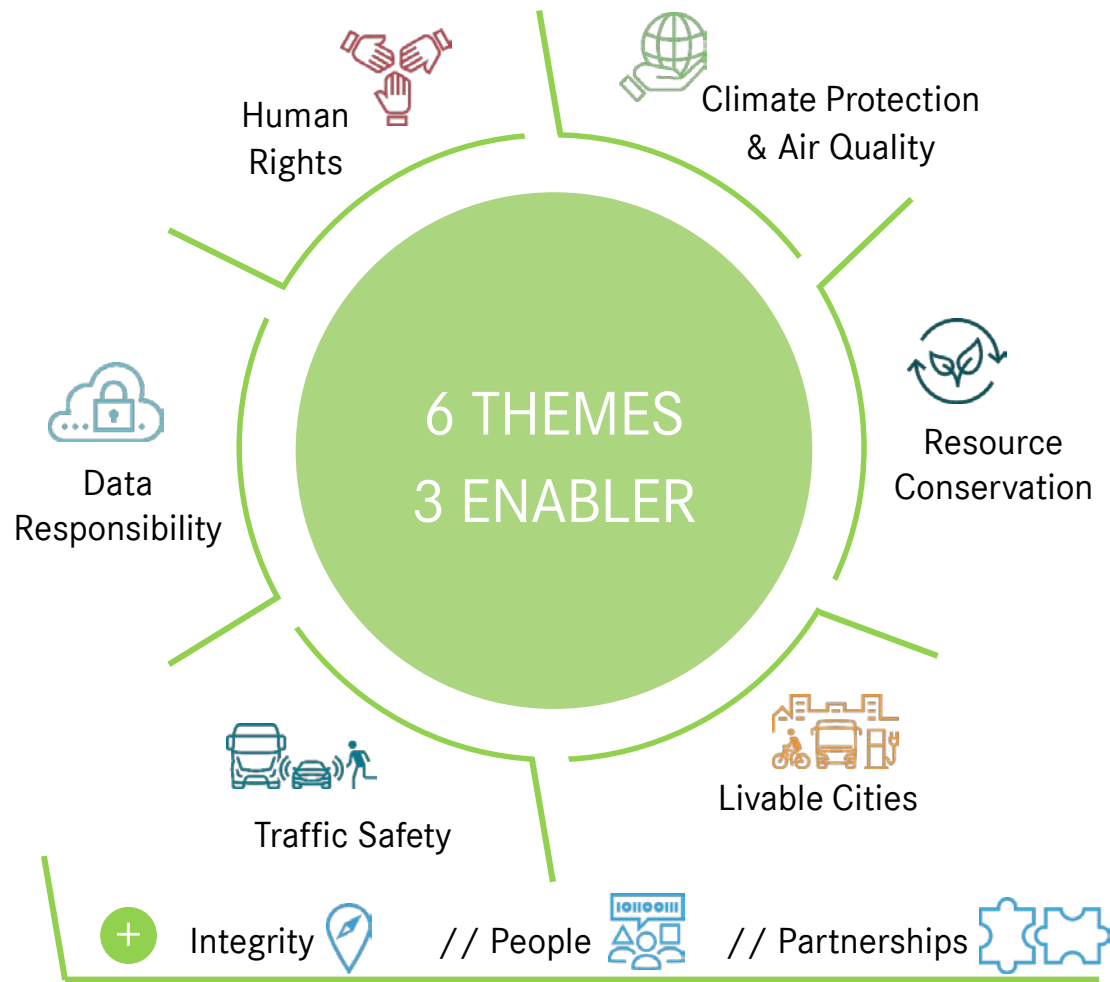 Human
Rights
Climate Protection
& Air Quality
6 THEMES
3 ENABLER
Resource
Conservation
Data
Responsibility
Livable Cities
Traffic Safety
10110011
+ Integrity // People // Partnerships